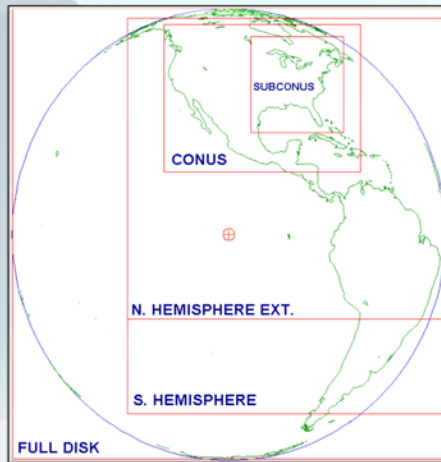 SUBCONUS
CONUS
N. HEMISPHERE EXT.
S. HEMISPHERE
FULL DISK